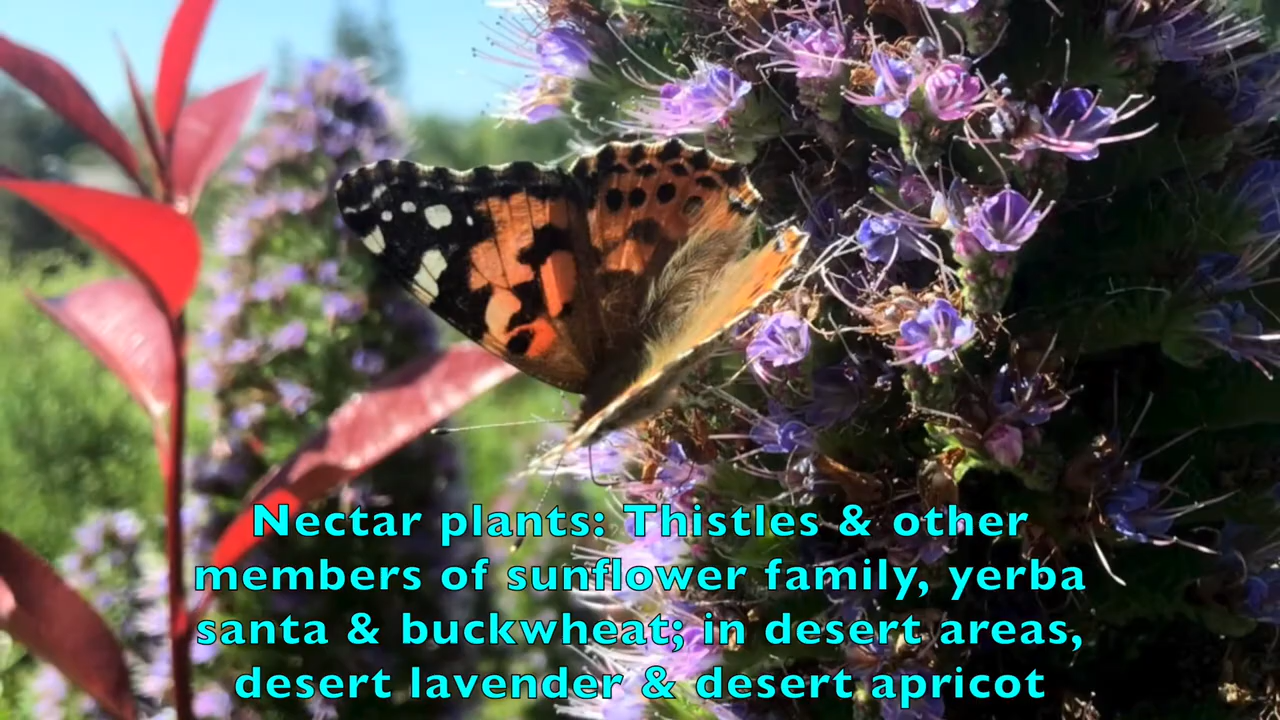 Nectar plants: Thistles & other
members of sunflower family, yerba
santa & buckwheat; in desert areas,
desert lavender & desert apricot